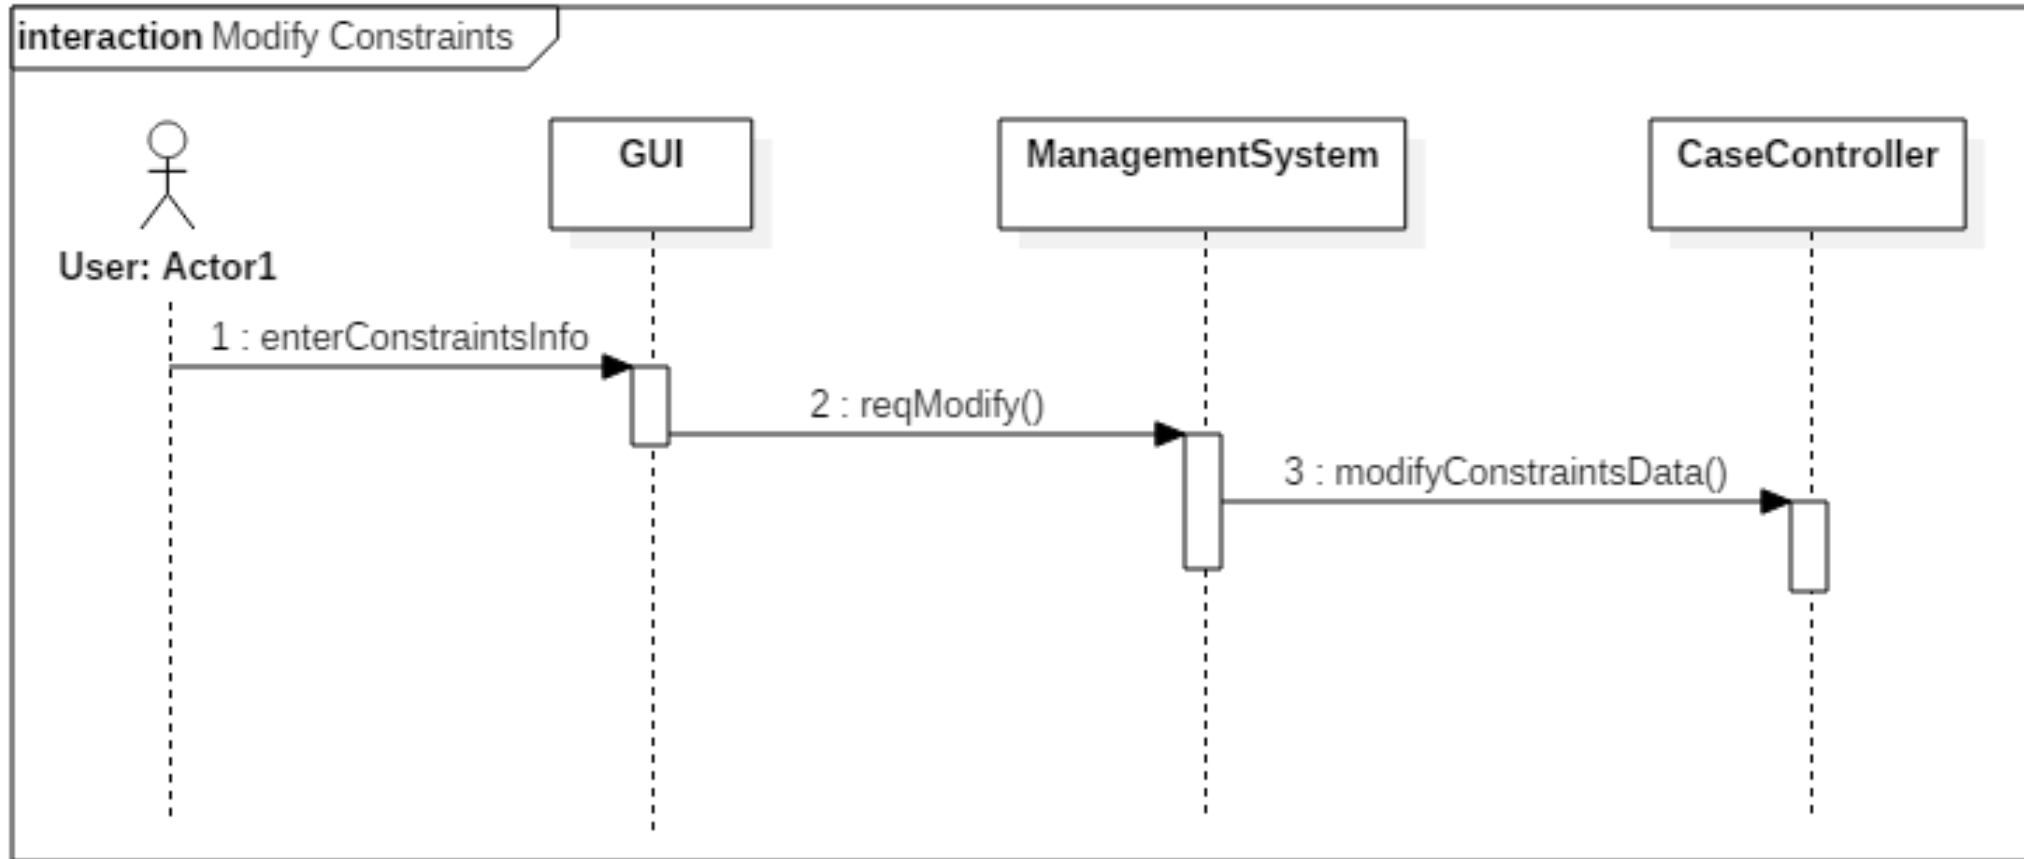 interaction Modify Constraints
GUI
ManagementSystem
CaseController
User: Actor1
1 : enterConstraintsInfo
2 : reqModify()
3 : modifyConstraintsData()